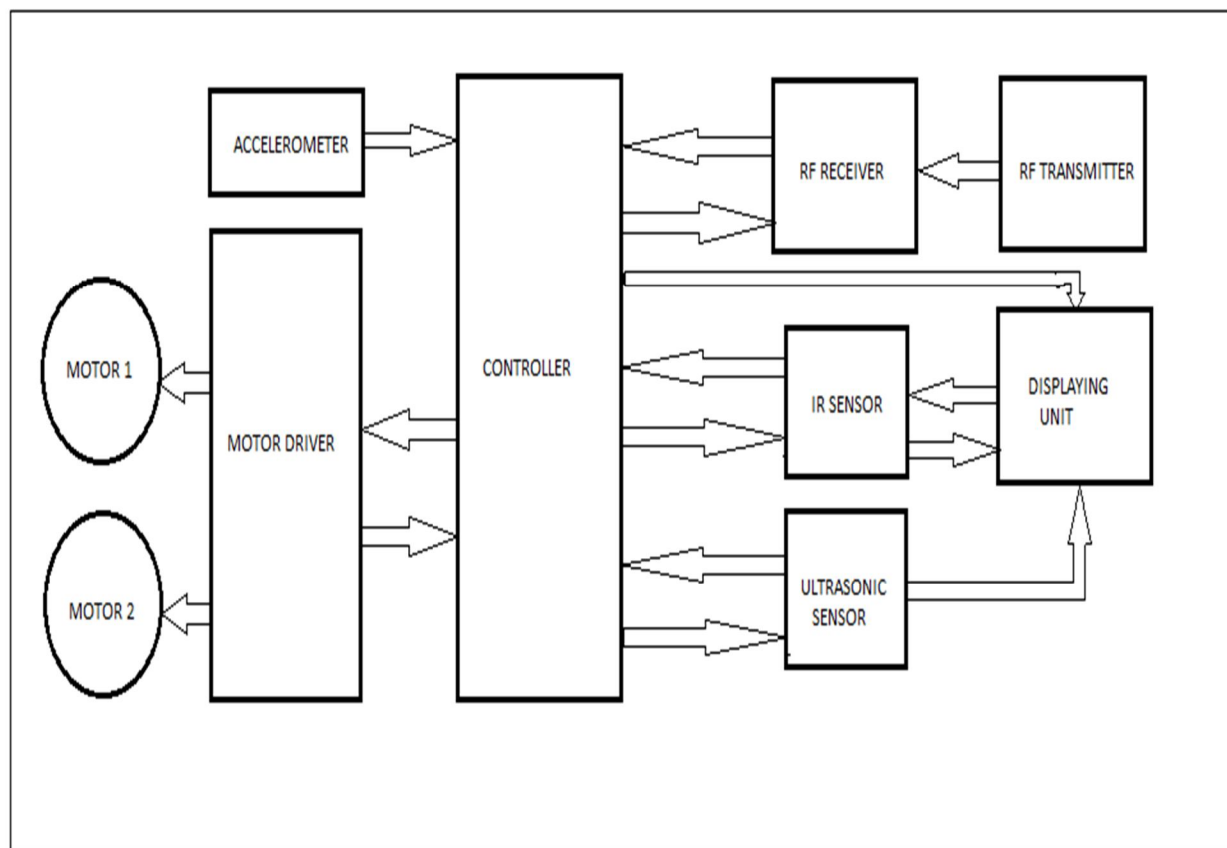 ACCELEROMETER
CONTROLLER
RF RECEIVER
RF TRANSMITTER
MOTOR 1
MOTOR DRIVER
IR SENSOR
DISPLAYING
UNIT
MOTOR 2
ULTRASONIC
SENSOR